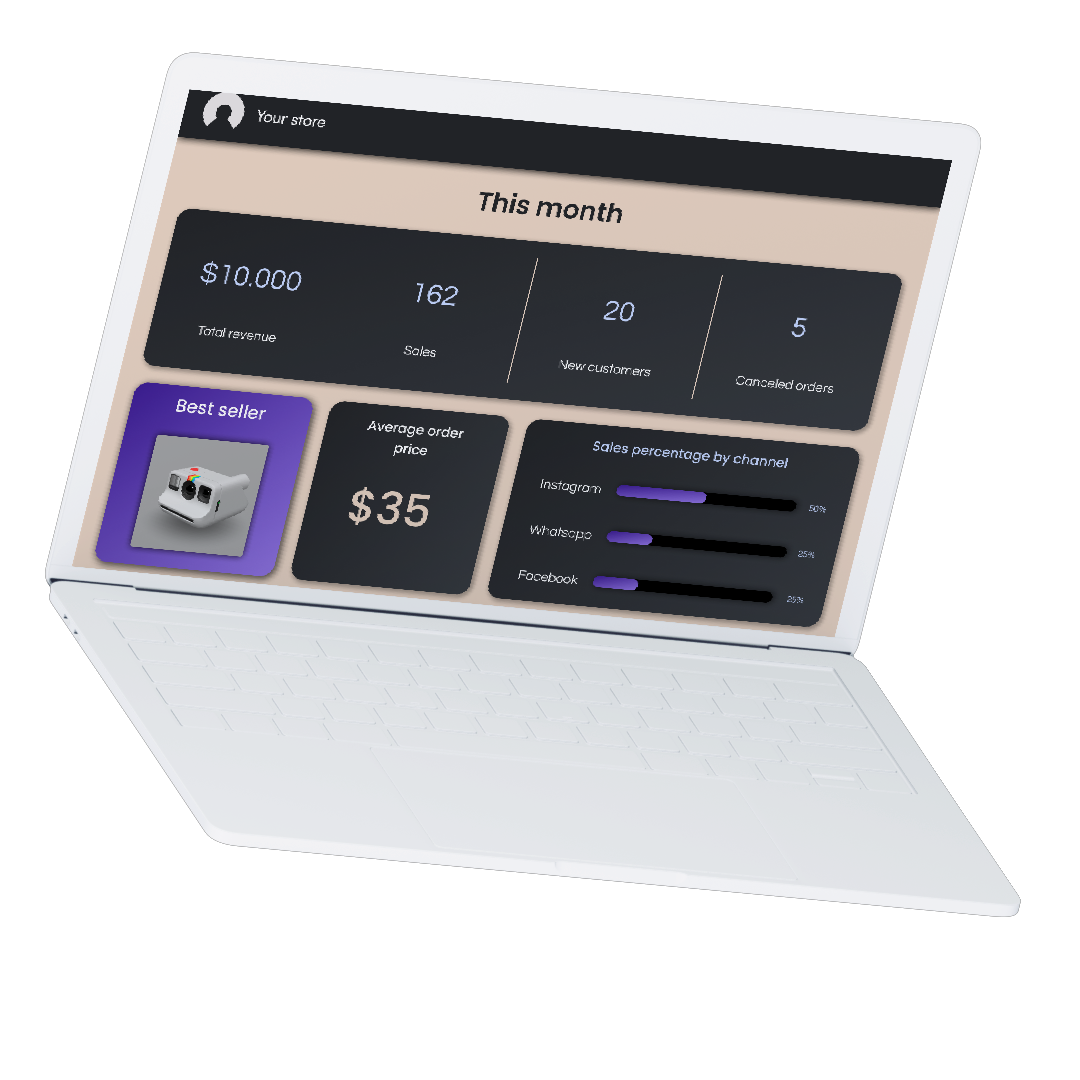 Your store
This month
$10.000
162
20
5
Total revenue
Sales
New customers
Canceled orders
Best seller
Average order
price
$35
Sales percentage by channel
Instagram
50%
Whatsapp
25%
Facebook
25%